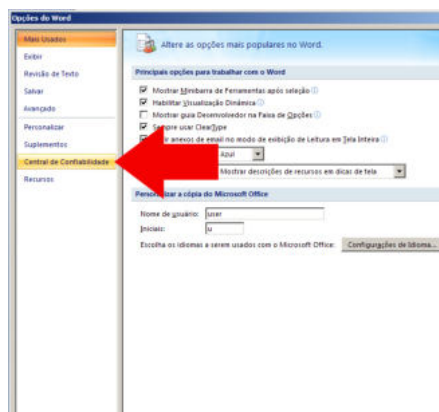 Opções do Word
Mais Usados
Exibir
Revisão de Texto
Salvar
Avançado
Personalizar
Suplementos
Central de Confiabilidade
Recursos
Altere as opções mais populares no Word.
Principais opções para trabalhar com o Word
Mostrar Minibarra de Ferramentas após seleção
Habilitar Visualização Dinâmica
Mostrar guia Desenvolvedor na Faixa de Opções
Sempre usar ClearType
anexos de email no modo de exibição de Leitura em Tela Inteira
Azul
Mostrar descrições de recursos em dicas de tela
Personalizar a cópia do Microsoft Office
Nome de usuário: user
Iniciais: u
Escolha os idiomas a serem usados com o Microsoft Office: Configurações de Idioma...